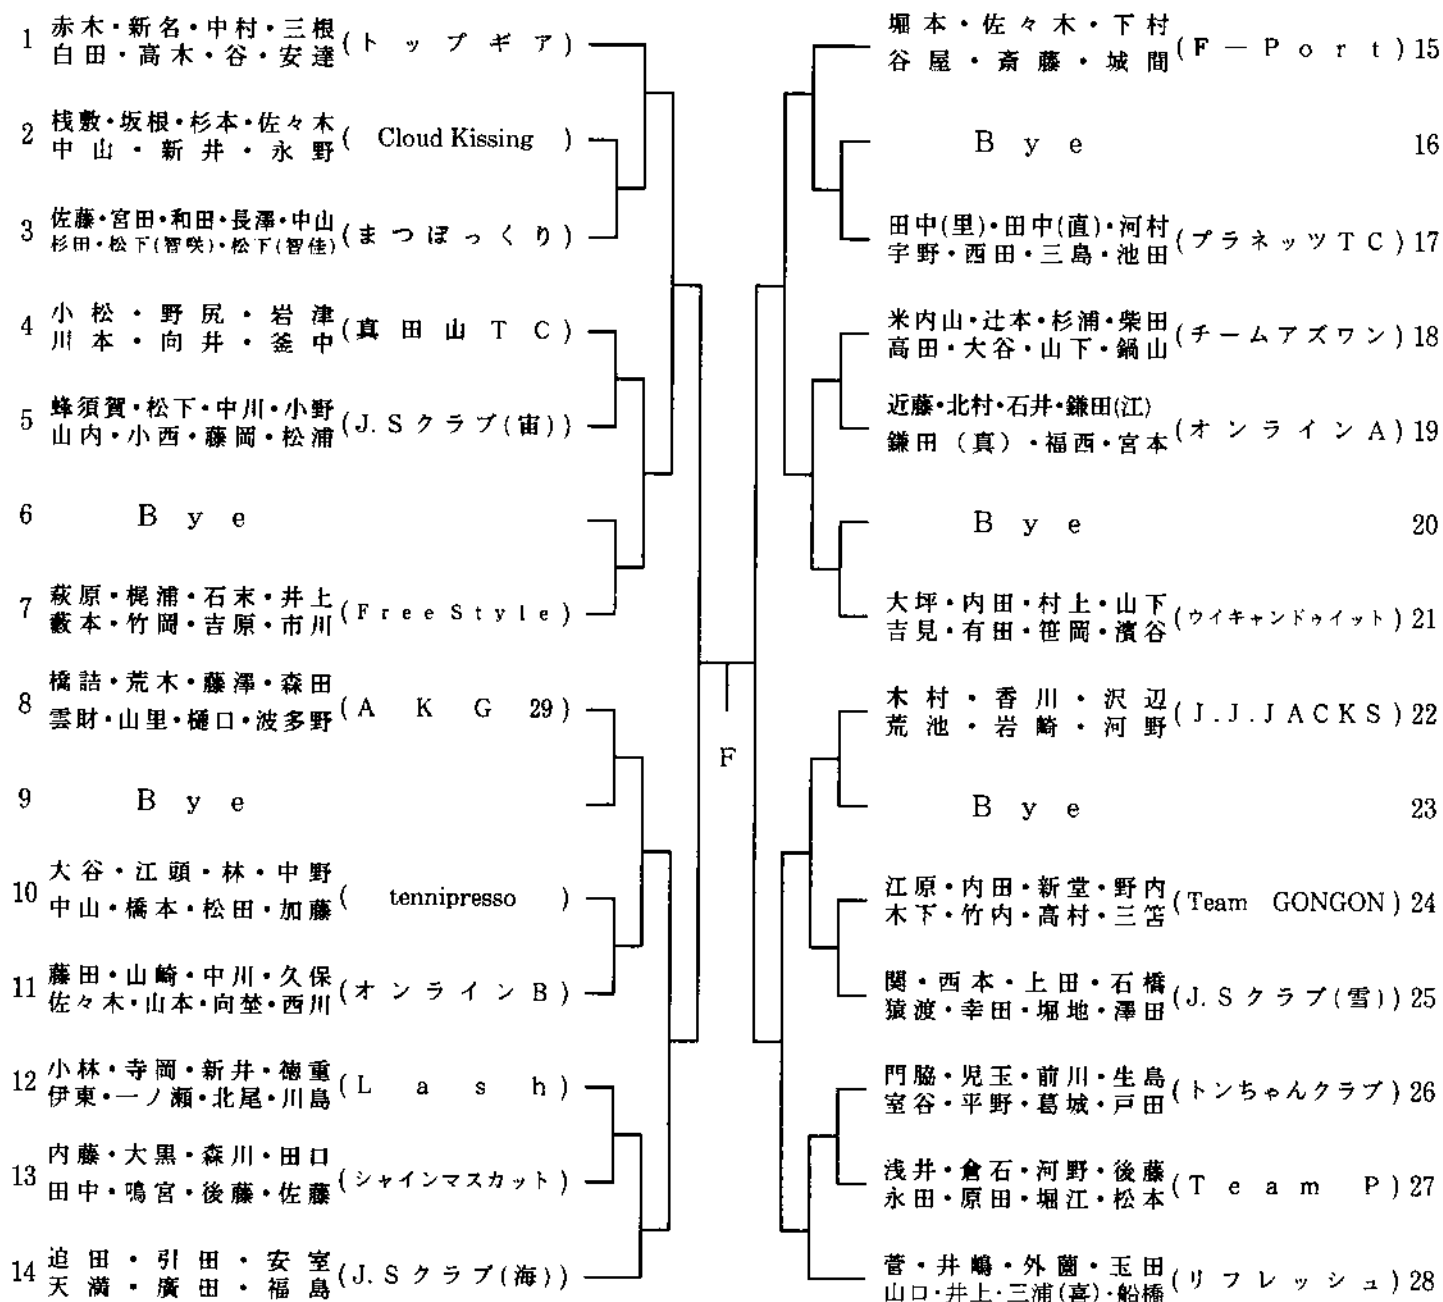 1 赤木・新名・中村・三根
白田・高木・谷・安達 (トップギア)
2 桟敷・坂根・杉本・佐々木
中山・新井・永野 (Cloud Kissing)
3 佐藤・宮田・和田・長澤・中山
杉田・松下(智咲)・松下(智佳) (まつぼっくり)
4 小松・野尻・岩津
川本・向井・釜中 (真田山TC)
5 蜂須賀・松下・中川・小野
山内・小西・藤岡・松浦 (J.Sクラブ(宙))
6 Bye
7 萩原・梶浦・石末・井上
薮本・竹岡・吉原・市川 (FreeStyle)
8 橋詰・荒木・藤澤・森田
雲財・山里・樋口・波多野 (AKG29)
9 Bye
10 大谷・江頭・林・中野
中山・橋本・松田・加藤 (tennipresso)
11 藤田・山崎・中川・久保
佐々木・山本・向埜・西川 (オンラインB)
12 小林・寺岡・新井・徳重
伊東・一ノ瀬・北尾・川島 (Lash)
13 内藤・大黒・森川・田口
田中・鳴宮・後藤・佐藤 (シャインマスカット)
14 迫田・引田・安室
天満・廣田・福島 (J.Sクラブ(海))
F
堀本・佐々木・下村
谷屋・斎藤・城間 (F－Port) 15
Bye 16
田中(里)・田中(直)・河村
宇野・西田・三島・池田 (プラネッツTC) 17
米内山・辻本・杉浦・柴田
高田・大谷・山下・鍋山 (チームアズワン) 18
近藤・北村・石井・鎌田(江)
鎌田(真)・福西・宮本 (オンラインA) 19
Bye 20
大坪・内田・村上・山下
吉見・有田・笹岡・濱谷 (ウイキャンドゥイット) 21
木村・香川・沢辺
荒池・岩崎・河野 (J.J.JACKS) 22
Bye 23
江原・内田・新堂・野内
木下・竹内・高村・三笘 (Team GONGON) 24
関・西本・上田・石橋
猿渡・幸田・堀地・澤田 (J.Sクラブ(雪)) 25
門脇・児玉・前川・生島
室谷・平野・葛城・戸田 (トンちゃんクラブ) 26
浅井・倉石・河野・後藤
永田・原田・堀江・松本 (Team P) 27
菅・井嶋・外薗・玉田
山口・井上・三浦(喜)・船橋 (リフレッシュ) 28